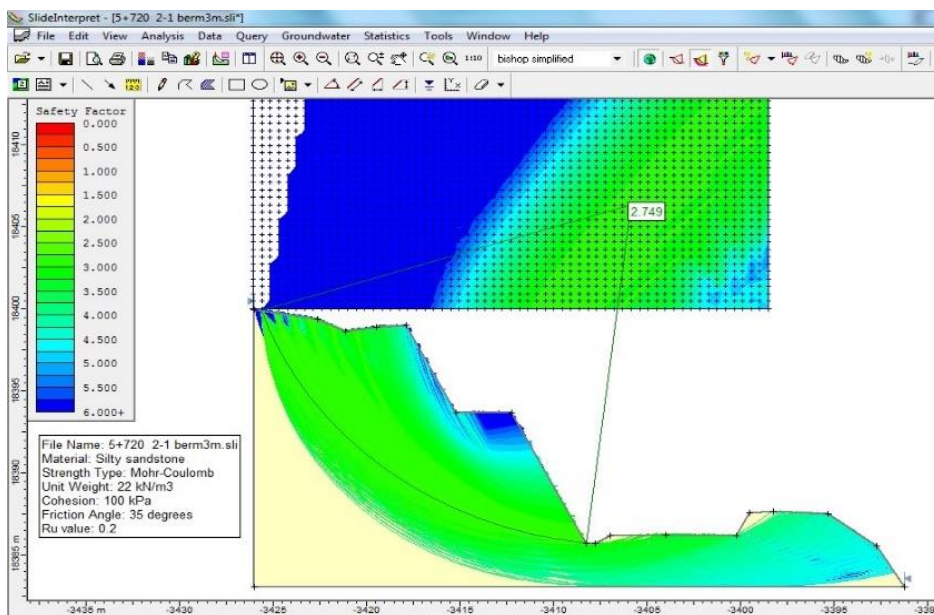 SlideInterpret - [5+720 2-1 berm3m.sli*]
File Edit View Analysis Data Query Groundwater Statistics Tools Window Help
1:10 bishop simplified
Safety Factor
0.000
0.500
1.000
1.500
2.000
2.500
3.000
3.500
4.000
4.500
5.000
5.500
6.000+
2.749
File Name: 5+720 2-1 berm3m.sli
Material: Silty sandstone
Strength Type: Mohr-Coulomb
Unit Weight: 22 kN/m3
Cohesion: 100 kPa
Friction Angle: 35 degrees
Ru value: 0.2
18410
18405
18400
18395
18390
18385 m
-3435 m -3430 -3425 -3420 -3415 -3410 -3405 -3400 -339